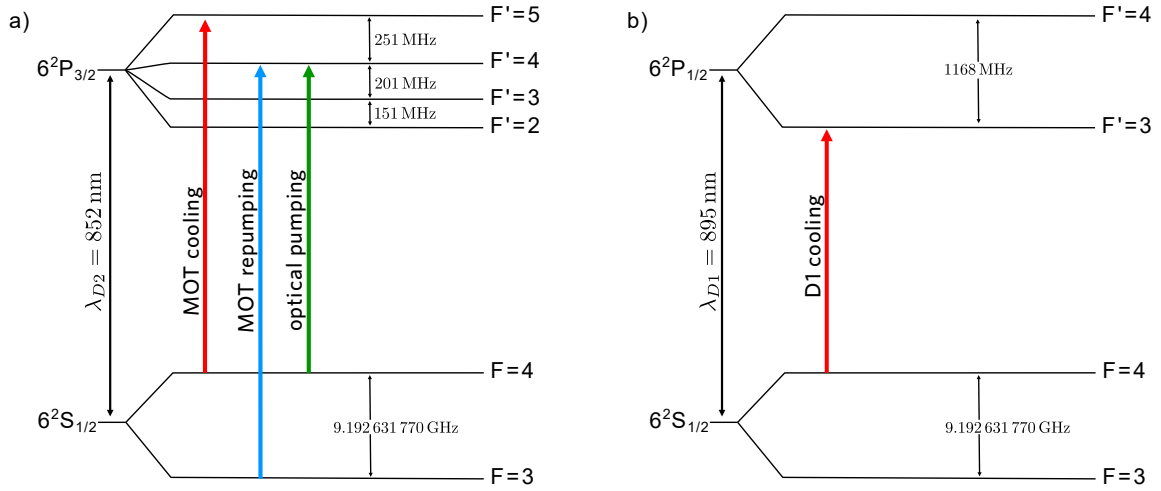 a)
F'=5
251 MHz
6²P₃/₂
F'=4
201 MHz
F'=3
151 MHz
F'=2
λ_D2 = 852 nm
MOT cooling
MOT repumping
optical pumping
F=4
6²S₁/₂
9.192 631 770 GHz
F=3
b)
F'=4
6²P₁/₂
1168 MHz
F'=3
λ_D1 = 895 nm
D1 cooling
F=4
6²S₁/₂
9.192 631 770 GHz
F=3